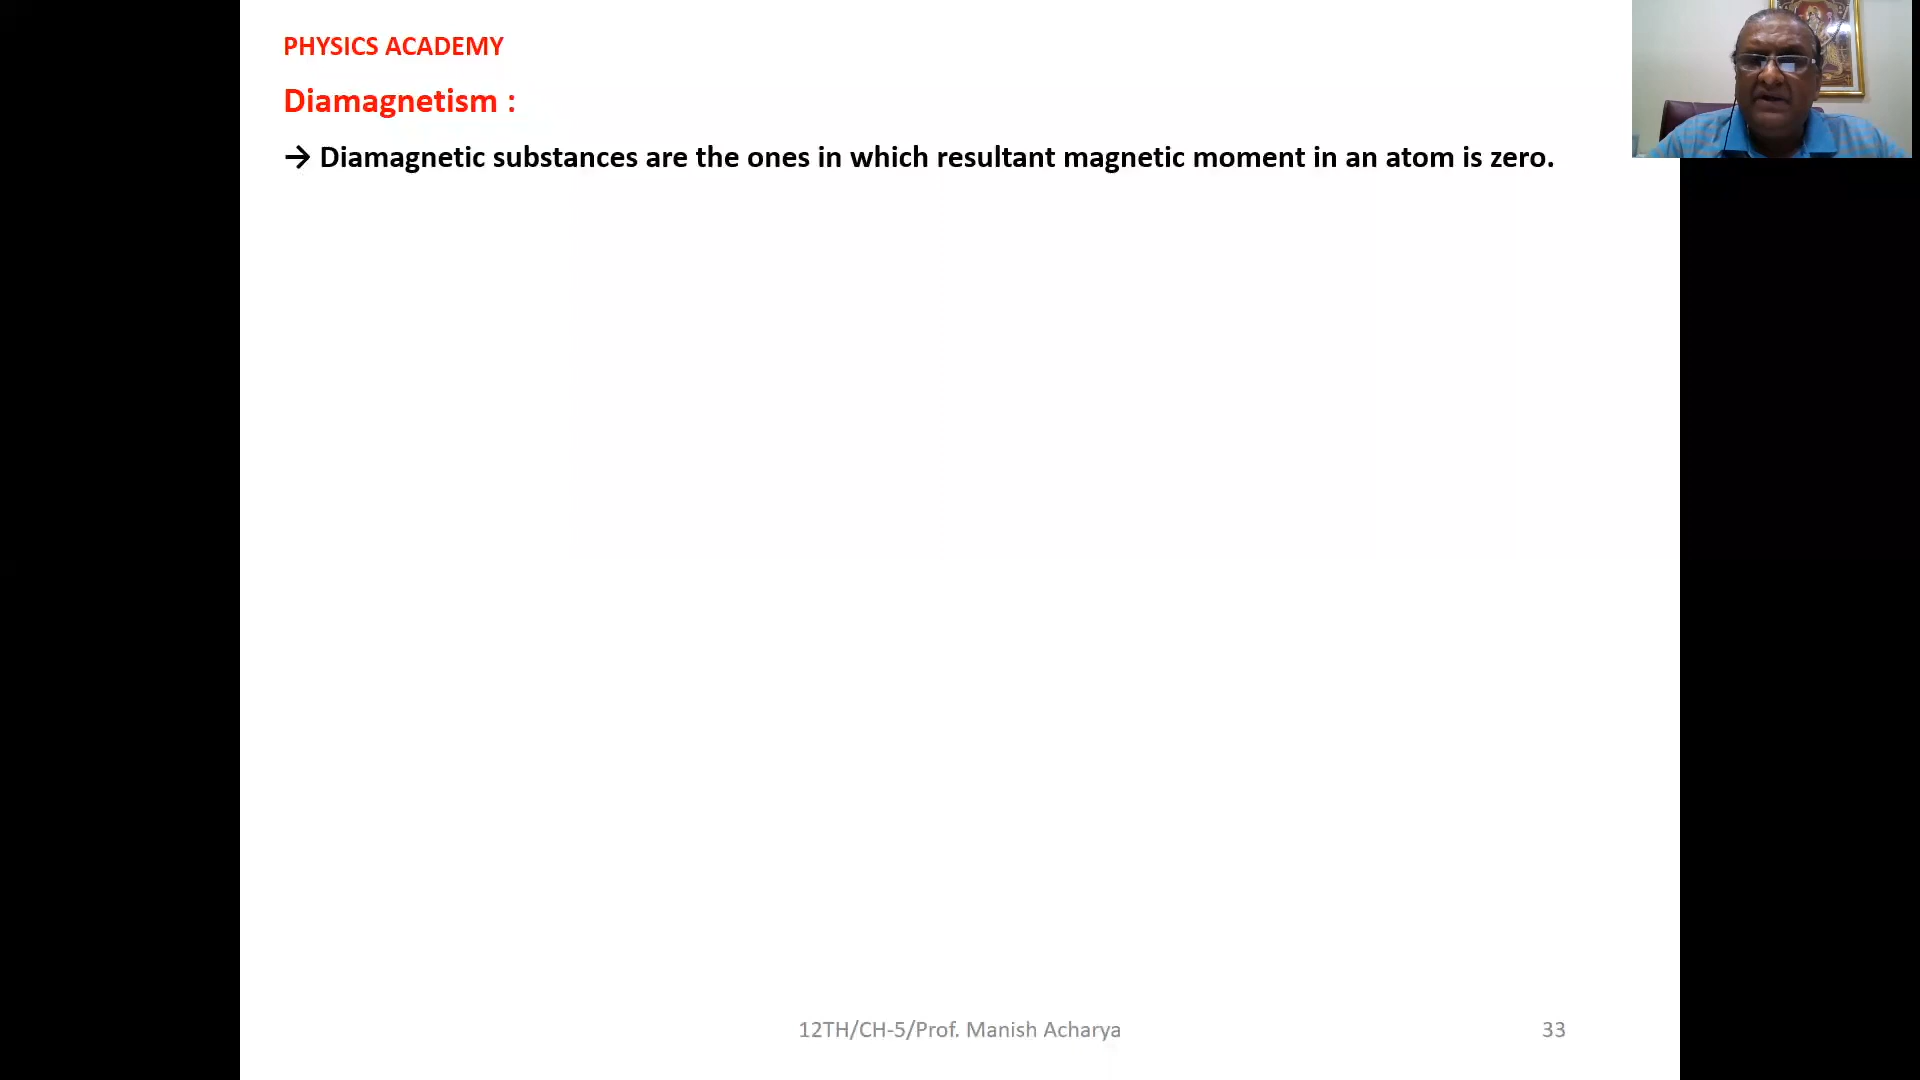 PHYSICS ACADEMY
Diamagnetism :
→ Diamagnetic substances are the ones in which resultant magnetic moment in an atom is zero.
12TH/CH-5/Prof. Manish Acharya
33